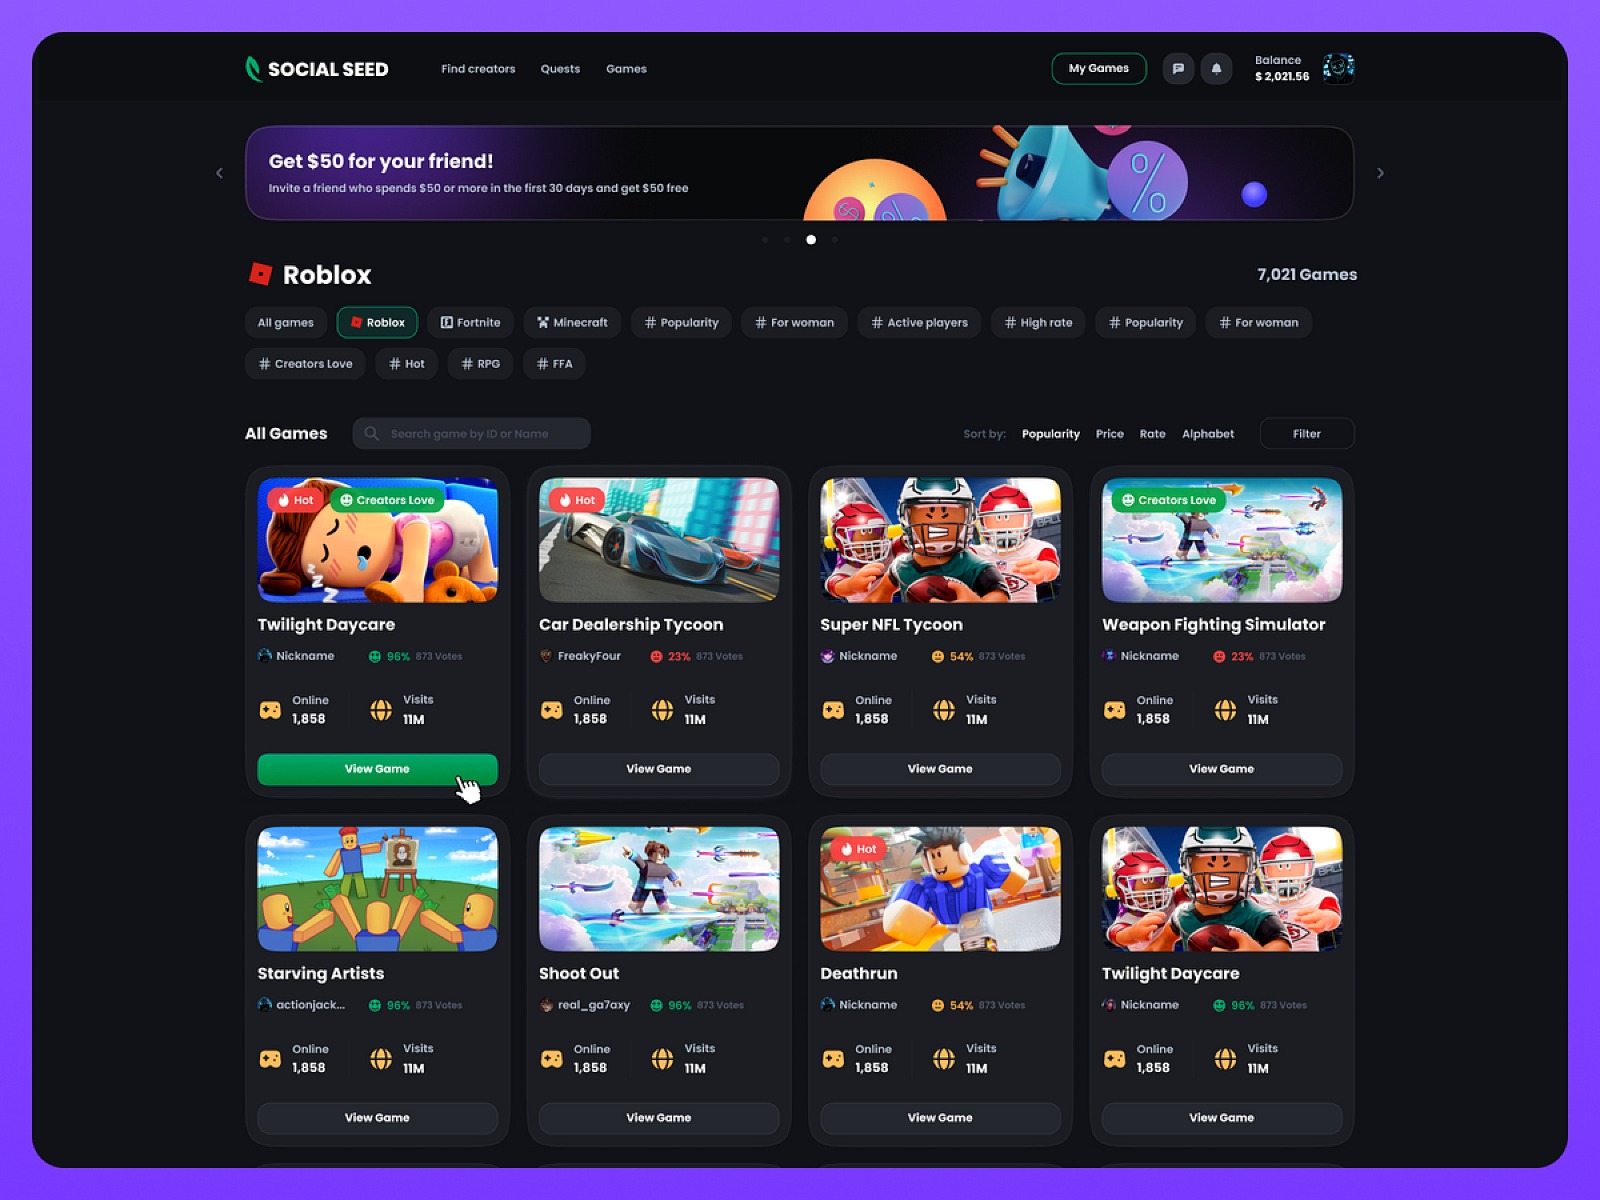 SOCIAL SEED
Find creators
Quests
Games
My Games
Balance
$ 2,021.56
Get $50 for your friend!
Invite a friend who spends $50 or more in the first 30 days and get $50 free
$
%
%
Roblox
7,021 Games
All games
Roblox
Fortnite
Minecraft
# Popularity
# For woman
# Active players
# High rate
# Popularity
# For woman
# Creators Love
# Hot
# RPG
# FFA
All Games
Search game by ID or Name
Sort by:
Popularity
Price
Rate
Alphabet
Filter
Hot
Creators Love
z
z
Z
Twilight Daycare
Nickname
96% 873 Votes
Online
1,858
Visits
11M
View Game
Hot
Car Dealership Tycoon
FreakyFour
23% 873 Votes
Online
1,858
Visits
11M
View Game
Super NFL Tycoon
Nickname
54% 873 Votes
Online
1,858
Visits
11M
View Game
Creators Love
Weapon Fighting Simulator
Nickname
23% 873 Votes
Online
1,858
Visits
11M
View Game
Starving Artists
actionjack...
96% 873 Votes
Online
1,858
Visits
11M
View Game
Shoot Out
real_ga7axy
96% 873 Votes
Online
1,858
Visits
11M
View Game
Hot
Deathrun
Nickname
54% 873 Votes
Online
1,858
Visits
11M
View Game
Twilight Daycare
Nickname
96% 873 Votes
Online
1,858
Visits
11M
View Game